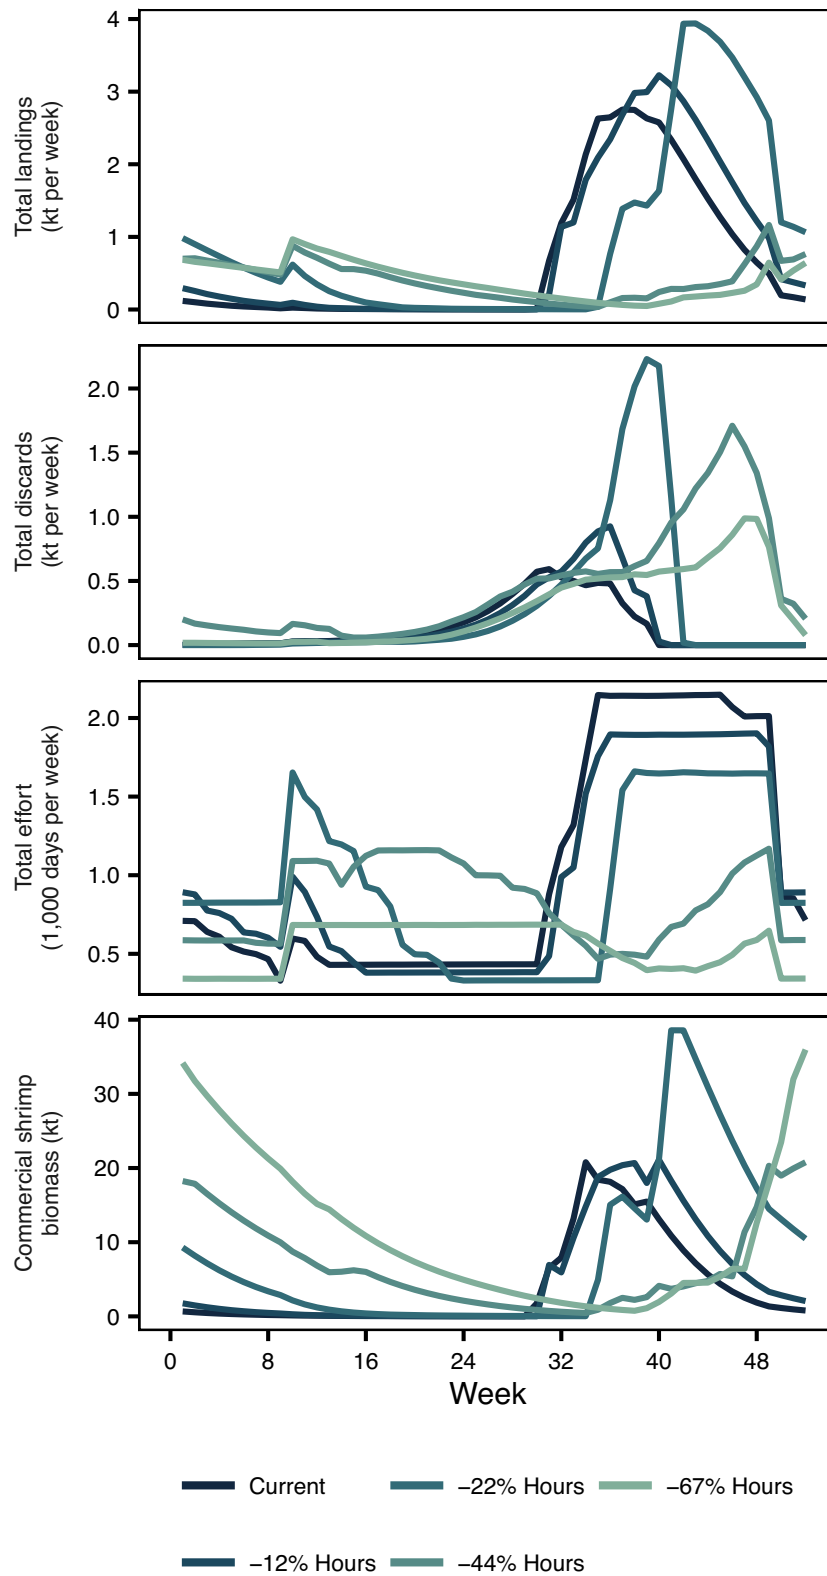 Total landings
(kt per week)
4
3
2
1
0
Total discards
(kt per week)
2.0
1.5
1.0
0.5
0.0
Total effort
(1,000 days per week)
2.0
1.5
1.0
0.5
Commercial shrimp
biomass (kt)
40
30
20
10
0
0 8 16 24 32 40 48
Week
Current −22% Hours −67% Hours
−12% Hours −44% Hours